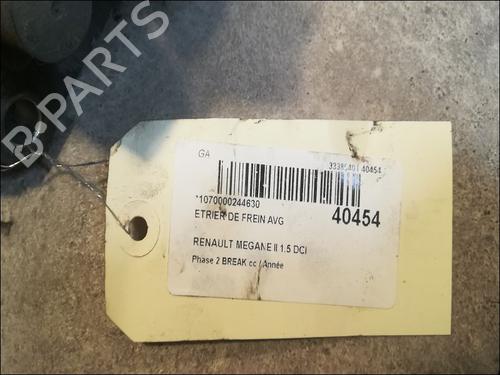 B-PARTS
GA
3338640 | 40454
*1070000244630
ETRIER DE FREIN AVG
40454
RENAULT MEGANE II 1.5 DCI
Phase 2 BREAK cc / Année